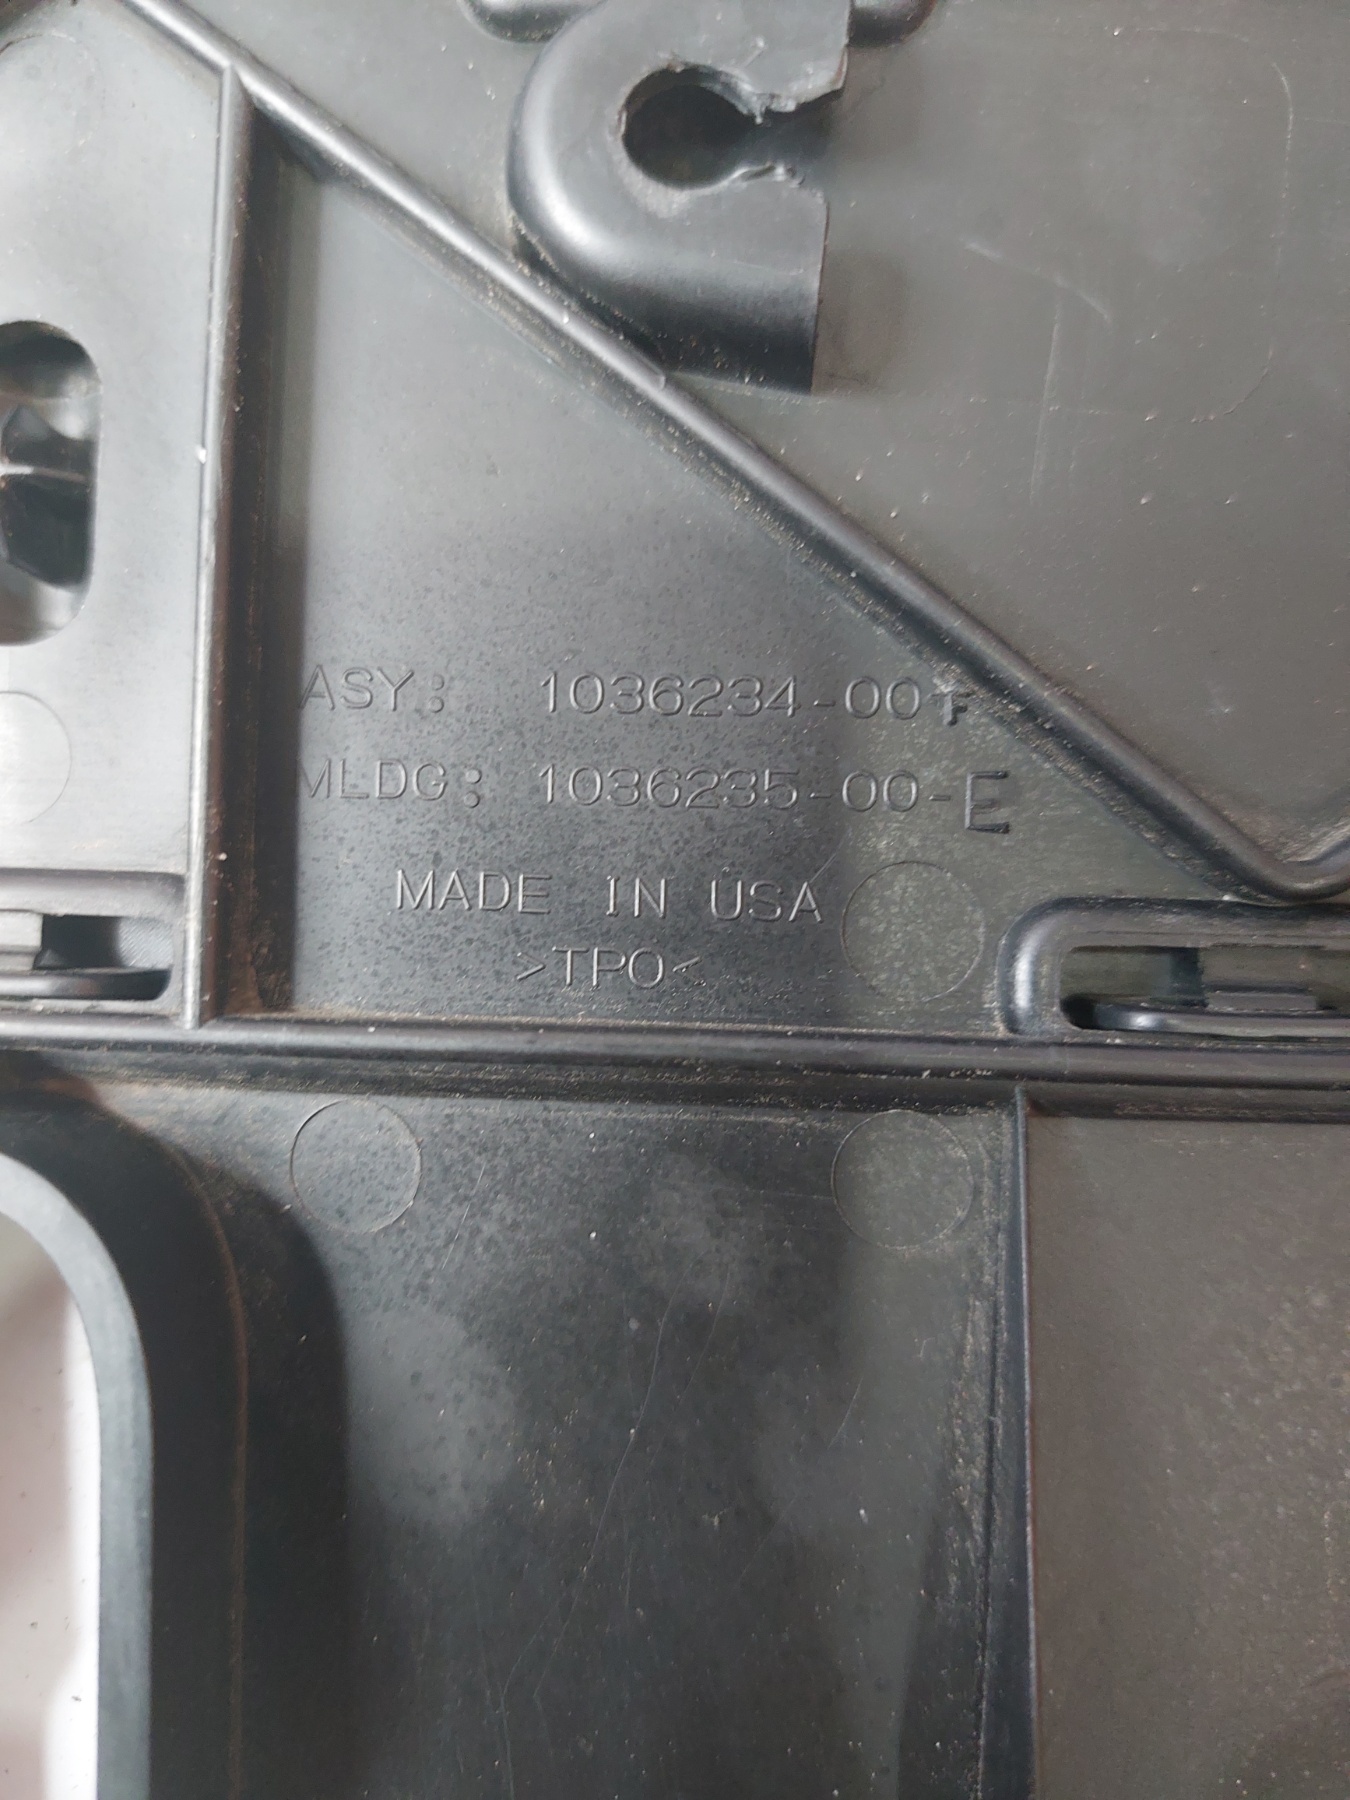 ASY: 1036234-00
MLDG: 1036235-00-E
MADE IN USA
>TPO<